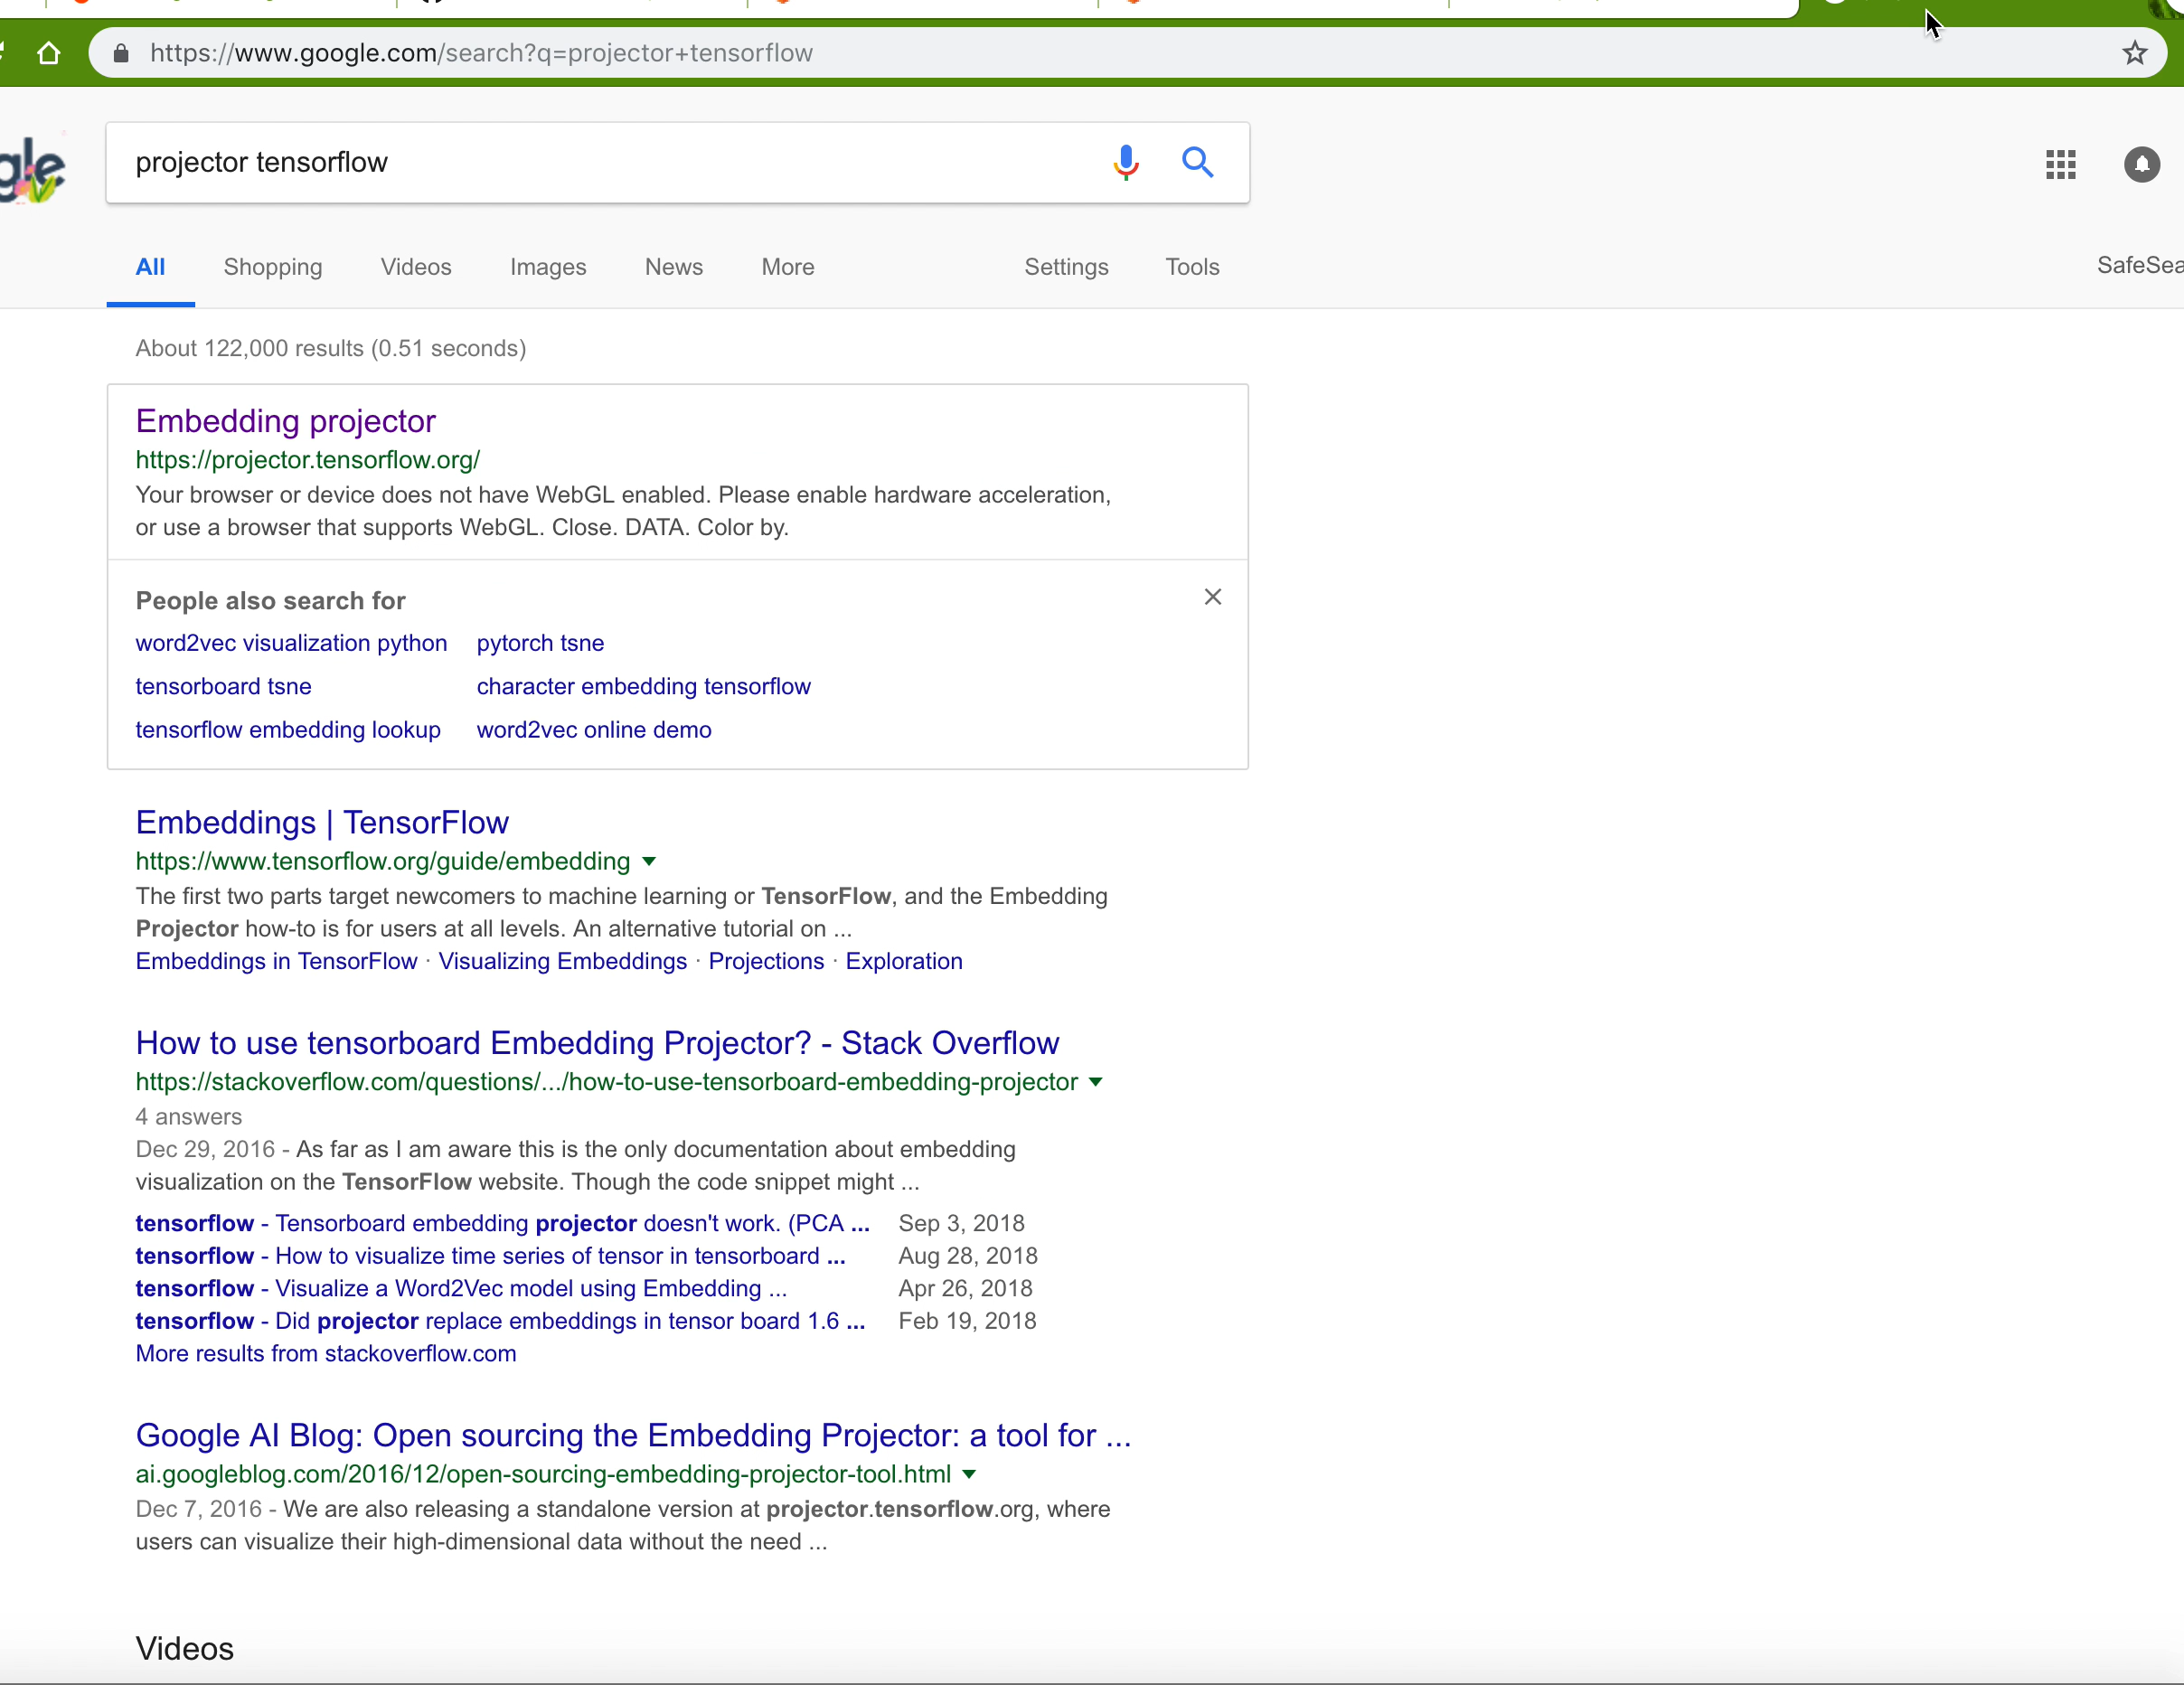 https://www.google.com/search?q=projector+tensorflow
gle
projector tensorflow
All Shopping Videos Images News More Settings Tools SafeSea
About 122,000 results (0.51 seconds)
Embedding projector
https://projector.tensorflow.org/
Your browser or device does not have WebGL enabled. Please enable hardware acceleration,
or use a browser that supports WebGL. Close. DATA. Color by.
People also search for
word2vec visualization python pytorch tsne
tensorboard tsne character embedding tensorflow
tensorflow embedding lookup word2vec online demo
Embeddings | TensorFlow
https://www.tensorflow.org/guide/embedding
The first two parts target newcomers to machine learning or TensorFlow, and the Embedding
Projector how-to is for users at all levels. An alternative tutorial on ...
Embeddings in TensorFlow · Visualizing Embeddings · Projections · Exploration
How to use tensorboard Embedding Projector? - Stack Overflow
https://stackoverflow.com/questions/.../how-to-use-tensorboard-embedding-projector
4 answers
Dec 29, 2016 - As far as I am aware this is the only documentation about embedding
visualization on the TensorFlow website. Though the code snippet might ...
tensorflow - Tensorboard embedding projector doesn't work. (PCA ... Sep 3, 2018
tensorflow - How to visualize time series of tensor in tensorboard ... Aug 28, 2018
tensorflow - Visualize a Word2Vec model using Embedding ... Apr 26, 2018
tensorflow - Did projector replace embeddings in tensor board 1.6 ... Feb 19, 2018
More results from stackoverflow.com
Google AI Blog: Open sourcing the Embedding Projector: a tool for ...
ai.googleblog.com/2016/12/open-sourcing-embedding-projector-tool.html
Dec 7, 2016 - We are also releasing a standalone version at projector.tensorflow.org, where
users can visualize their high-dimensional data without the need ...
Videos